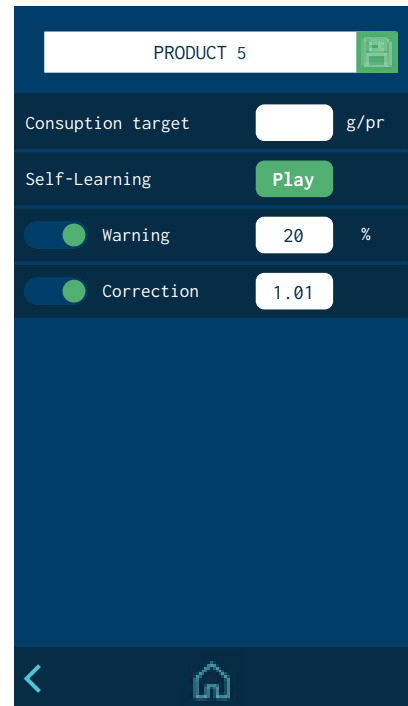 PRODUCT 5
Consuption target g/pr
Self-Learning Play
Warning 20 %
Correction 1.01